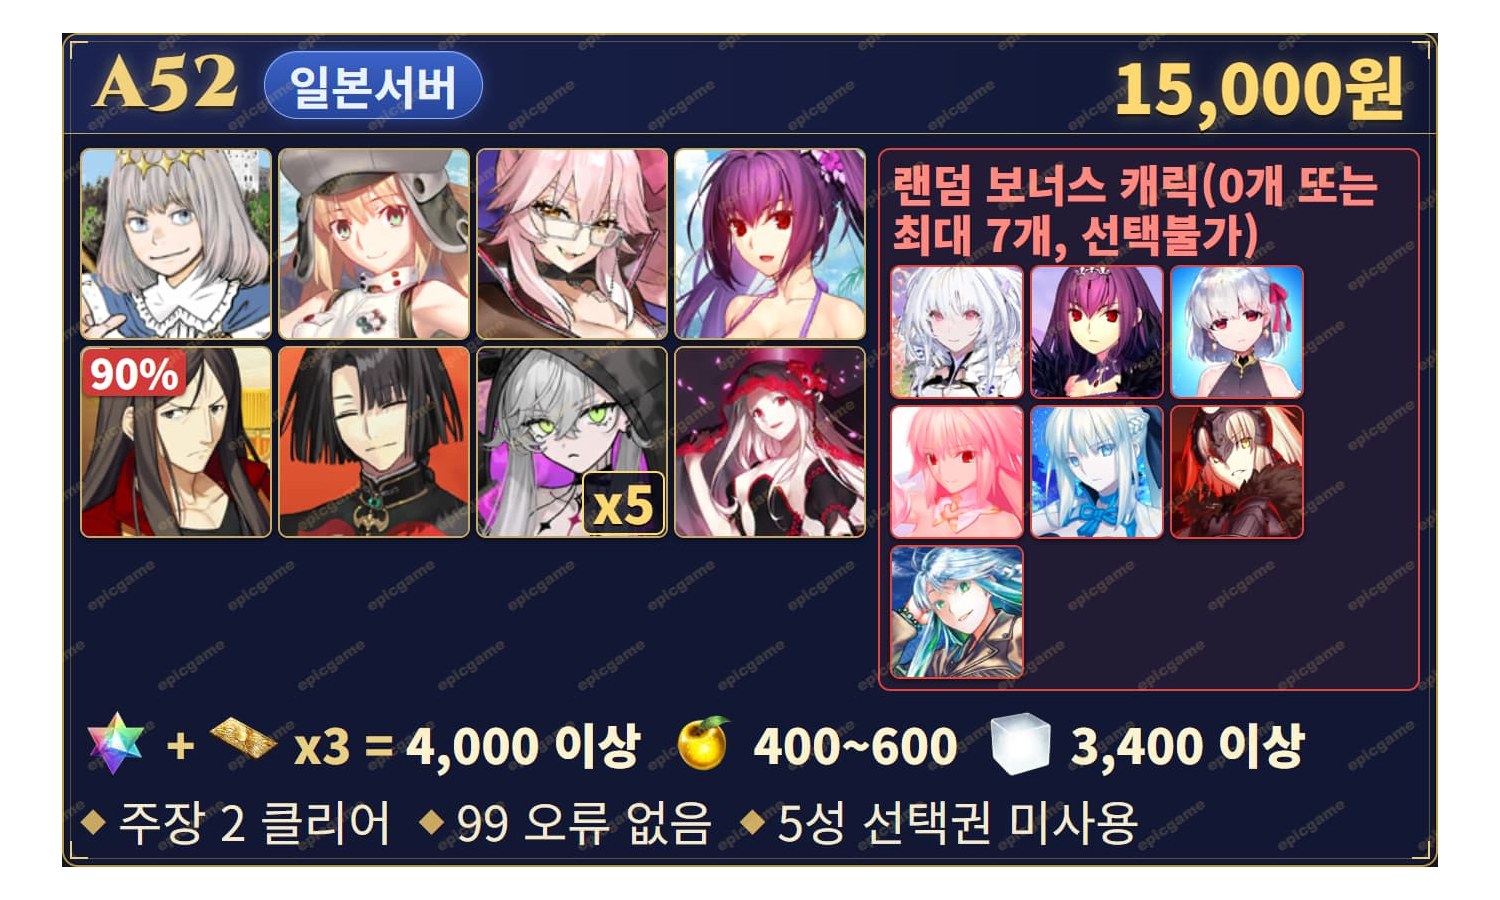 A52 일본서버 15,000원
랜덤 보너스 캐릭(0개 또는
최대 7개, 선택불가)
90%
x5
+ x3 = 4,000 이상 400~600 3,400 이상
◆ 주장 2 클리어 ◆ 99 오류 없음 ◆ 5성 선택권 미사용
epicgame